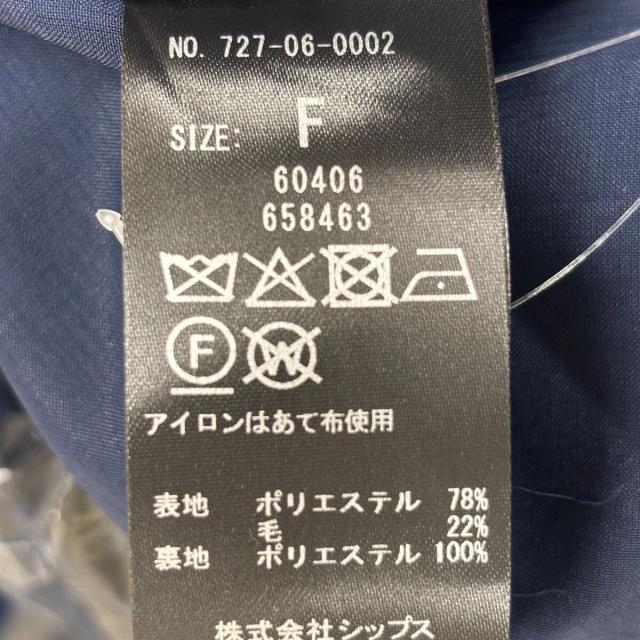 NO. 727-06-0002
SIZE: F
60406
658463
F W
アイロンはあて布使用
表地 ポリエステル 78%
毛 22%
裏地 ポリエステル 100%
株式会社シップス